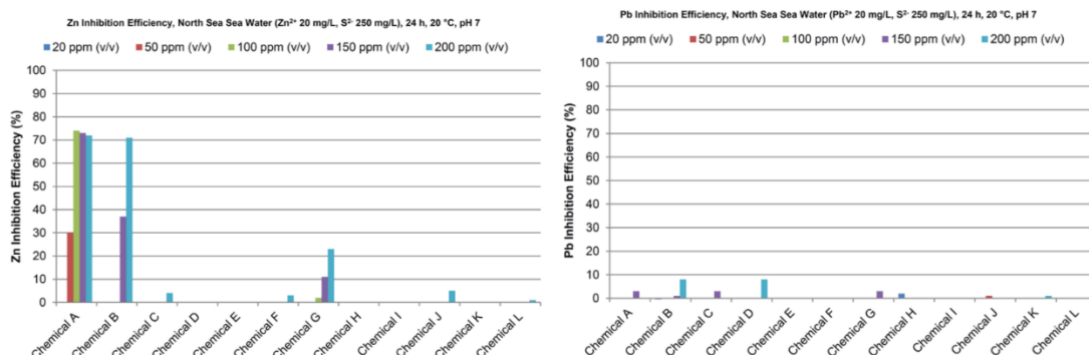 Zn Inhibition Efficiency, North Sea Sea Water (Zn²⁺ 20 mg/L, S²⁻ 250 mg/L), 24 h, 20 °C, pH 7
20 ppm (v/v) 50 ppm (v/v) 100 ppm (v/v) 150 ppm (v/v) 200 ppm (v/v)
Zn Inhibition Efficiency (%)
100
90
80
70
60
50
40
30
20
10
0
Chemical A
Chemical B
Chemical C
Chemical D
Chemical E
Chemical F
Chemical G
Chemical H
Chemical I
Chemical J
Chemical K
Chemical L
Pb Inhibition Efficiency, North Sea Sea Water (Pb²⁺ 20 mg/L, S²⁻ 250 mg/L), 24 h, 20 °C, pH 7
20 ppm (v/v) 50 ppm (v/v) 100 ppm (v/v) 150 ppm (v/v) 200 ppm (v/v)
Pb Inhibition Efficiency (%)
100
90
80
70
60
50
40
30
20
10
0
Chemical A
Chemical B
Chemical C
Chemical D
Chemical E
Chemical F
Chemical G
Chemical H
Chemical I
Chemical J
Chemical K
Chemical L